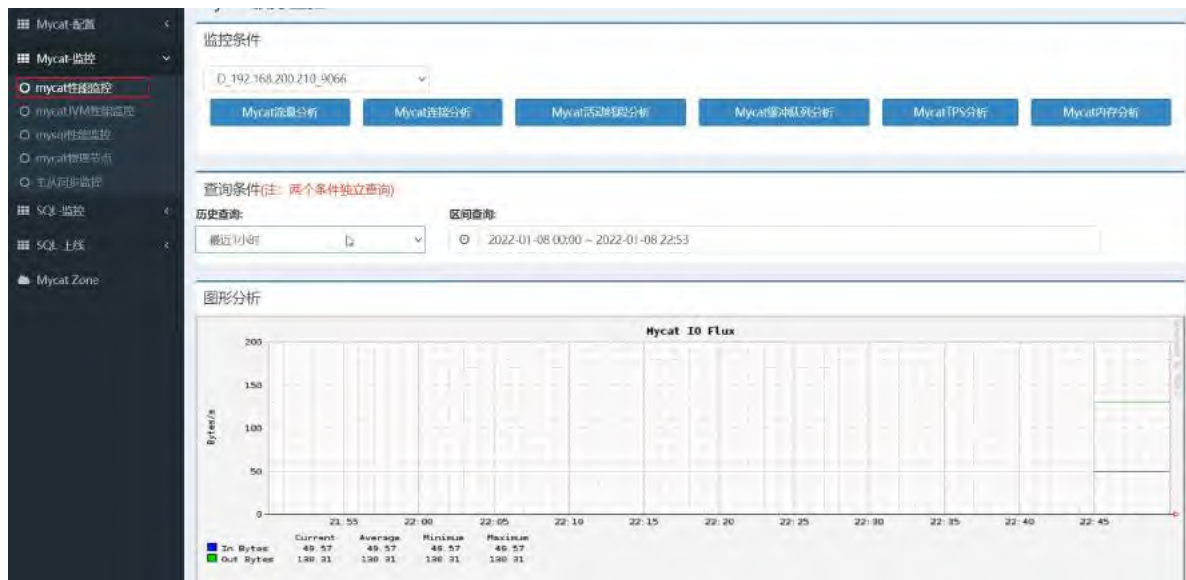 Mycat-配置
Mycat-监控
mycat性能监控
mycatJVM性能监控
mysql性能监控
mycat物理节点
主从同步监控
SQL-监控
SQL-上线
Mycat Zone
监控条件
D_192.168.200.210_9066
Mycat流量分析 Mycat连接分析 Mycat活动线程分析 Mycat缓冲队列分析 MycatTPS分析 Mycat内存分析
查询条件(注：两个条件独立查询)
历史查询: 区间查询:
最近1小时 2022-01-08 00:00 ~ 2022-01-08 22:53
图形分析
Mycat IO Flux
Bytes/s
200
150
100
50
0
21:55 22:00 22:05 22:10 22:15 22:20 22:25 22:30 22:35 22:40 22:45
Current Average Minimum Maximum
In Bytes 49.57 49.57 49.57 49.57
Out Bytes 130.31 130.31 130.31 130.31